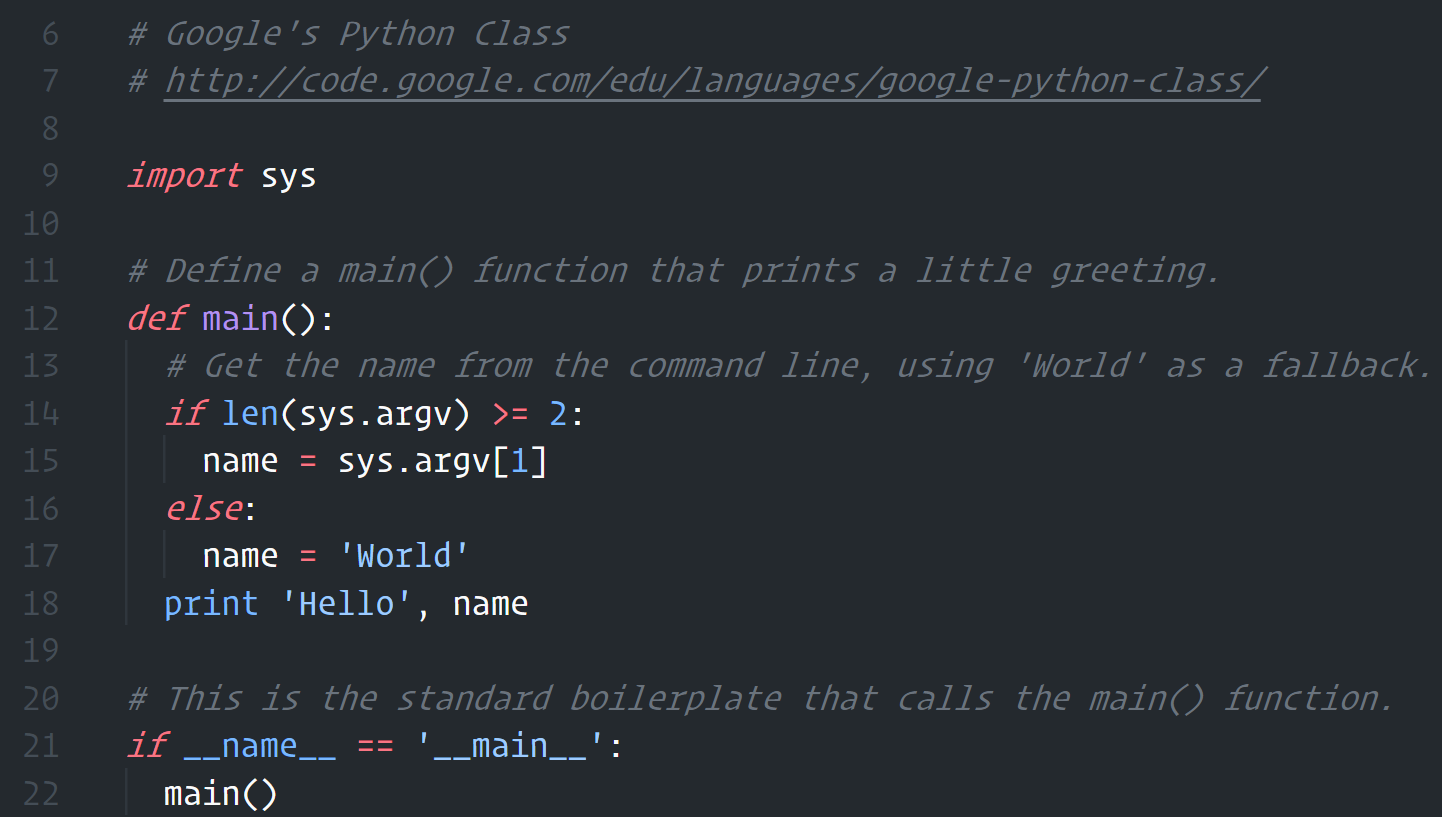 6 # Google's Python Class
7 # http://code.google.com/edu/languages/google-python-class/
8
9 import sys
10
11 # Define a main() function that prints a little greeting.
12 def main():
13   # Get the name from the command line, using 'World' as a fallback.
14   if len(sys.argv) >= 2:
15     name = sys.argv[1]
16   else:
17     name = 'World'
18   print 'Hello', name
19
20 # This is the standard boilerplate that calls the main() function.
21 if __name__ == '__main__':
22   main()